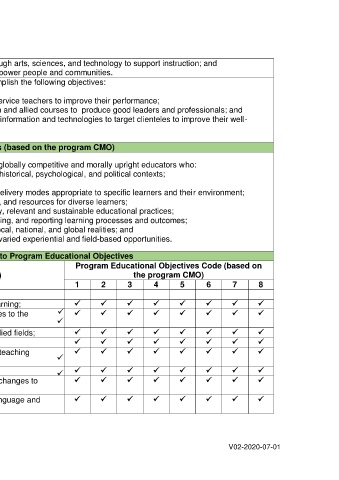 ugh arts, sciences, and technology to support instruction; and
power people and communities.
mplish the following objectives:
ervice teachers to improve their performance;
n and allied courses to produce good leaders and professionals; and
information and technologies to target clienteles to improve their well-
s (based on the program CMO)
globally competitive and morally upright educators who:
historical, psychological, and political contexts;
delivery modes appropriate to specific learners and their environment;
, and resources for diverse learners;
y, relevant and sustainable educational practices;
ing, and reporting learning processes and outcomes;
ocal, national, and global realities; and
varied experiential and field-based opportunities.
to Program Educational Objectives
Program Educational Objectives Code (based on
the program CMO)
)
1 2 3 4 5 6 7 8
arning; ✓ ✓ ✓ ✓ ✓ ✓ ✓ ✓
es to the ✓ ✓ ✓ ✓ ✓ ✓ ✓ ✓ ✓
✓
lied fields; ✓ ✓ ✓ ✓ ✓ ✓ ✓ ✓
✓ ✓ ✓ ✓ ✓ ✓ ✓ ✓
teaching ✓ ✓ ✓ ✓ ✓ ✓ ✓ ✓
✓
✓ ✓ ✓ ✓ ✓ ✓ ✓ ✓ ✓
changes to ✓ ✓ ✓ ✓ ✓ ✓ ✓ ✓
nguage and ✓ ✓ ✓ ✓ ✓ ✓ ✓ ✓
V02-2020-07-01